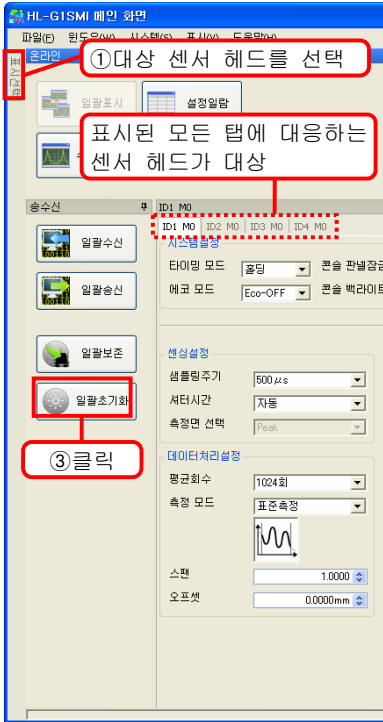 HL-G1SMI 메인 화면
파일(F) 윈도우(W) 시스템(S) 표시(V) 도움말(H)
온라인
표시선택
①대상 센서 헤드를 선택
일괄표시
설정일람
표시된 모든 탭에 대응하는
센서 헤드가 대상
송수신
ID1 M0
ID1 M0 ID2 M0 ID3 M0 ID4 M0
일괄수신
일괄송신
일괄보존
일괄초기화
③클릭
시스템설정
타이밍 모드 홀딩 콘솔 판넬잠금
에코 모드 Eco-OFF 콘솔 백라이트
센싱설정
샘플링주기 500μs
셔터시간 자동
측정면 선택 Peak
데이터처리설정
평균회수 1024회
측정 모드 표준측정
스팬 1.0000
오프셋 0.0000mm